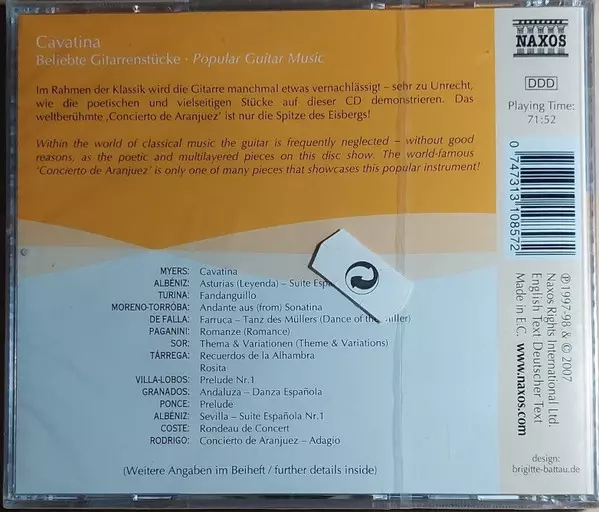 Cavatina
Beliebte Gitarrenstücke · Popular Guitar Music
Im Rahmen der Klassik wird die Gitarre manchmal etwas vernachlässigt – sehr zu Unrecht,
wie die poetischen und vielseitigen Stücke auf dieser CD demonstrieren. Das
weltberühmte ‚Concierto de Aranjuez' ist nur die Spitze des Eisbergs!
Within the world of classical music the guitar is frequently neglected – without good
reasons, as the poetic and multilayered pieces on this disc show. The world-famous
'Concierto de Aranjuez' is only one of many pieces that showcases this popular instrument!
MYERS: Cavatina
ALBÉNIZ: Asturias (Leyenda) – Suite
TURINA: Fandanguillo
MORENO-TORRÓBA: Andante aus (from) Sonatina
DE FALLA: Farruca – Tanz des Müllers (Dance of
PAGANINI: Romanze (Romance)
SOR: Thema & Variationen (Theme & Variations)
TÁRREGA: Recuerdos de la Alhambra
Rosita
VILLA-LOBOS: Prelude Nr.1
GRANADOS: Andaluza – Danza Española
PONCE: Prelude
ALBÉNIZ: Sevilla – Suite Española Nr.1
COSTE: Rondeau de Concert
RODRIGO: Concierto de Aranjuez – Adagio
(Weitere Angaben im Beiheft / further details inside)
NAXOS
DDD
Playing Time:
71:52
0 747313 108572
℗ 1997-98 & © 2007
Naxos Rights International Ltd.
English Text Deutscher Text
Made in E.C. www.naxos.com
design:
brigitte-battau.de